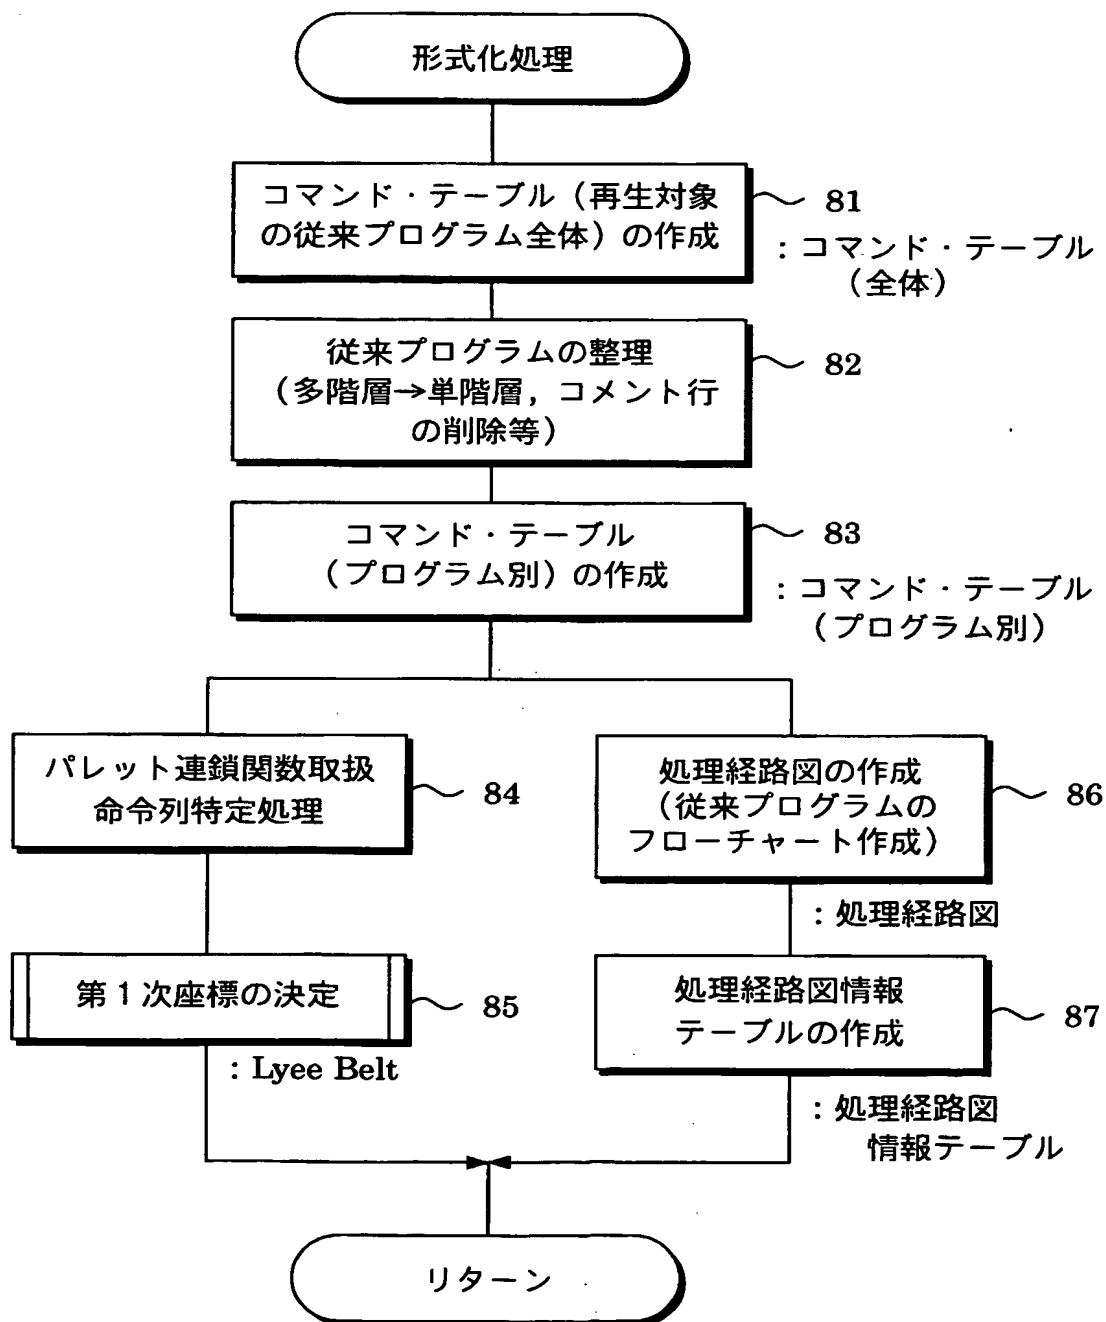 形式化処理
コマンド・テーブル（再生対象
の従来プログラム全体）の作成
81
：コマンド・テーブル
（全体）
従来プログラムの整理
（多階層→単階層，コメント行
の削除等）
82
コマンド・テーブル
（プログラム別）の作成
83
：コマンド・テーブル
（プログラム別）
パレット連鎖関数取扱
命令列特定処理
84
処理経路図の作成
（従来プログラムの
フローチャート作成）
86
：処理経路図
第１次座標の決定
85
：Lyee Belt
処理経路図情報
テーブルの作成
87
：処理経路図
情報テーブル
リターン